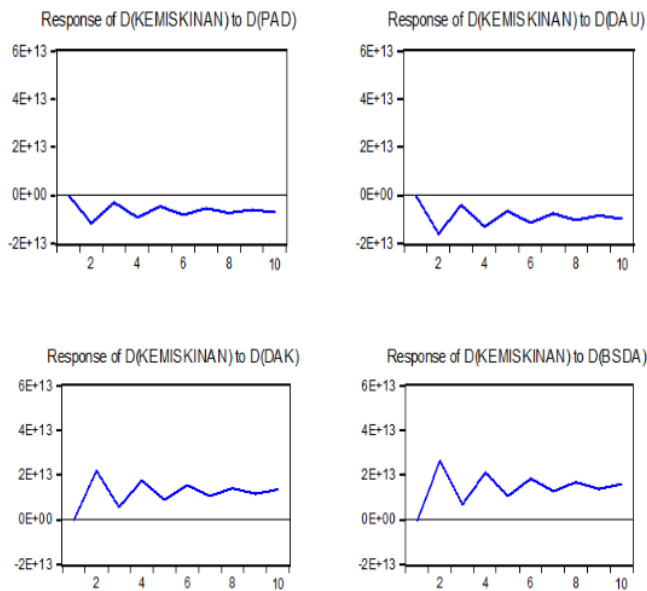 Response of D(KEMISKINAN) to D(PAD)
6E+13
4E+13
2E+13
0E+00
-2E+13
2 4 6 8 10
Response of D(KEMISKINAN) to D(DAU)
6E+13
4E+13
2E+13
0E+00
-2E+13
2 4 6 8 10
Response of D(KEMISKINAN) to D(DAK)
6E+13
4E+13
2E+13
0E+00
-2E+13
2 4 6 8 10
Response of D(KEMISKINAN) to D(BSDA)
6E+13
4E+13
2E+13
0E+00
-2E+13
2 4 6 8 10